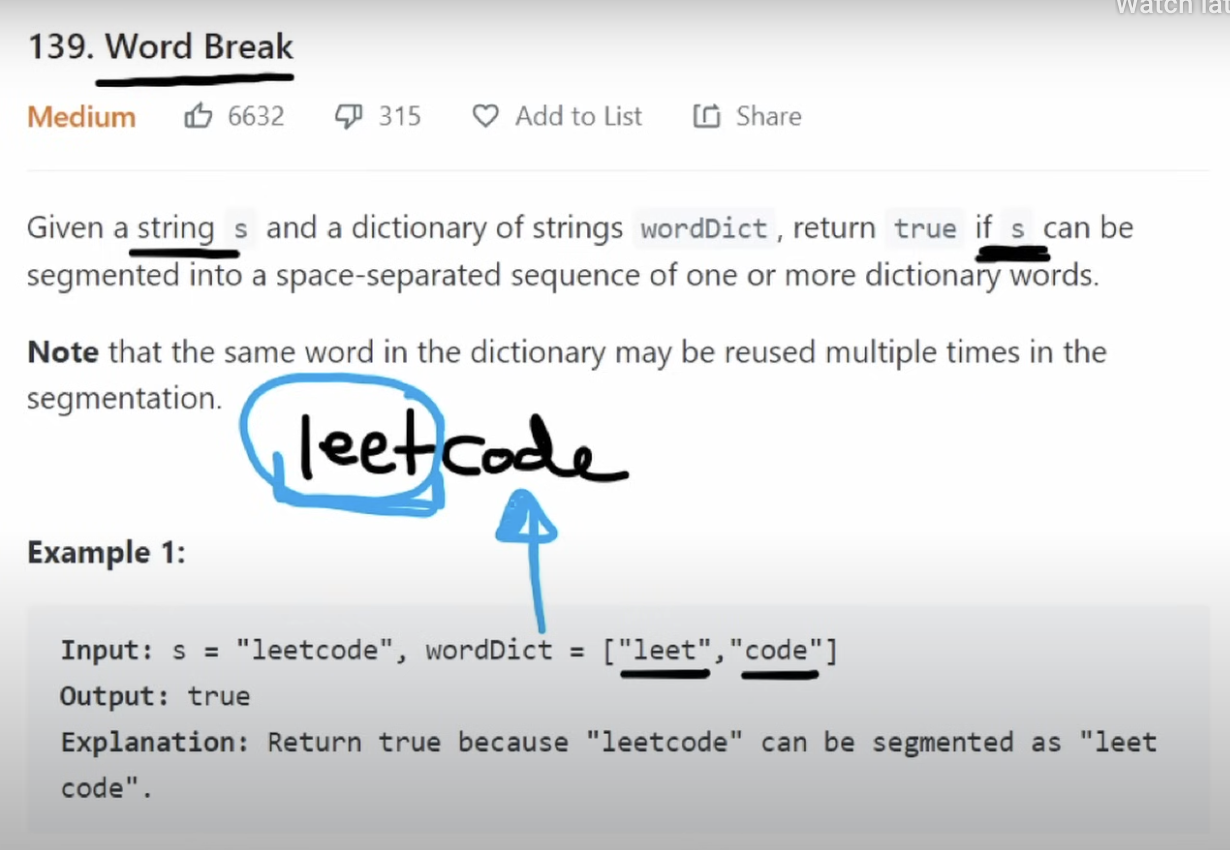 Watch lat
139. Word Break
Medium 6632 315 Add to List Share
Given a string s and a dictionary of strings wordDict, return true if s can be
segmented into a space-separated sequence of one or more dictionary words.
Note that the same word in the dictionary may be reused multiple times in the
segmentation.
leetcode
Example 1:
Input: s = "leetcode", wordDict = ["leet","code"]
Output: true
Explanation: Return true because "leetcode" can be segmented as "leet
code".